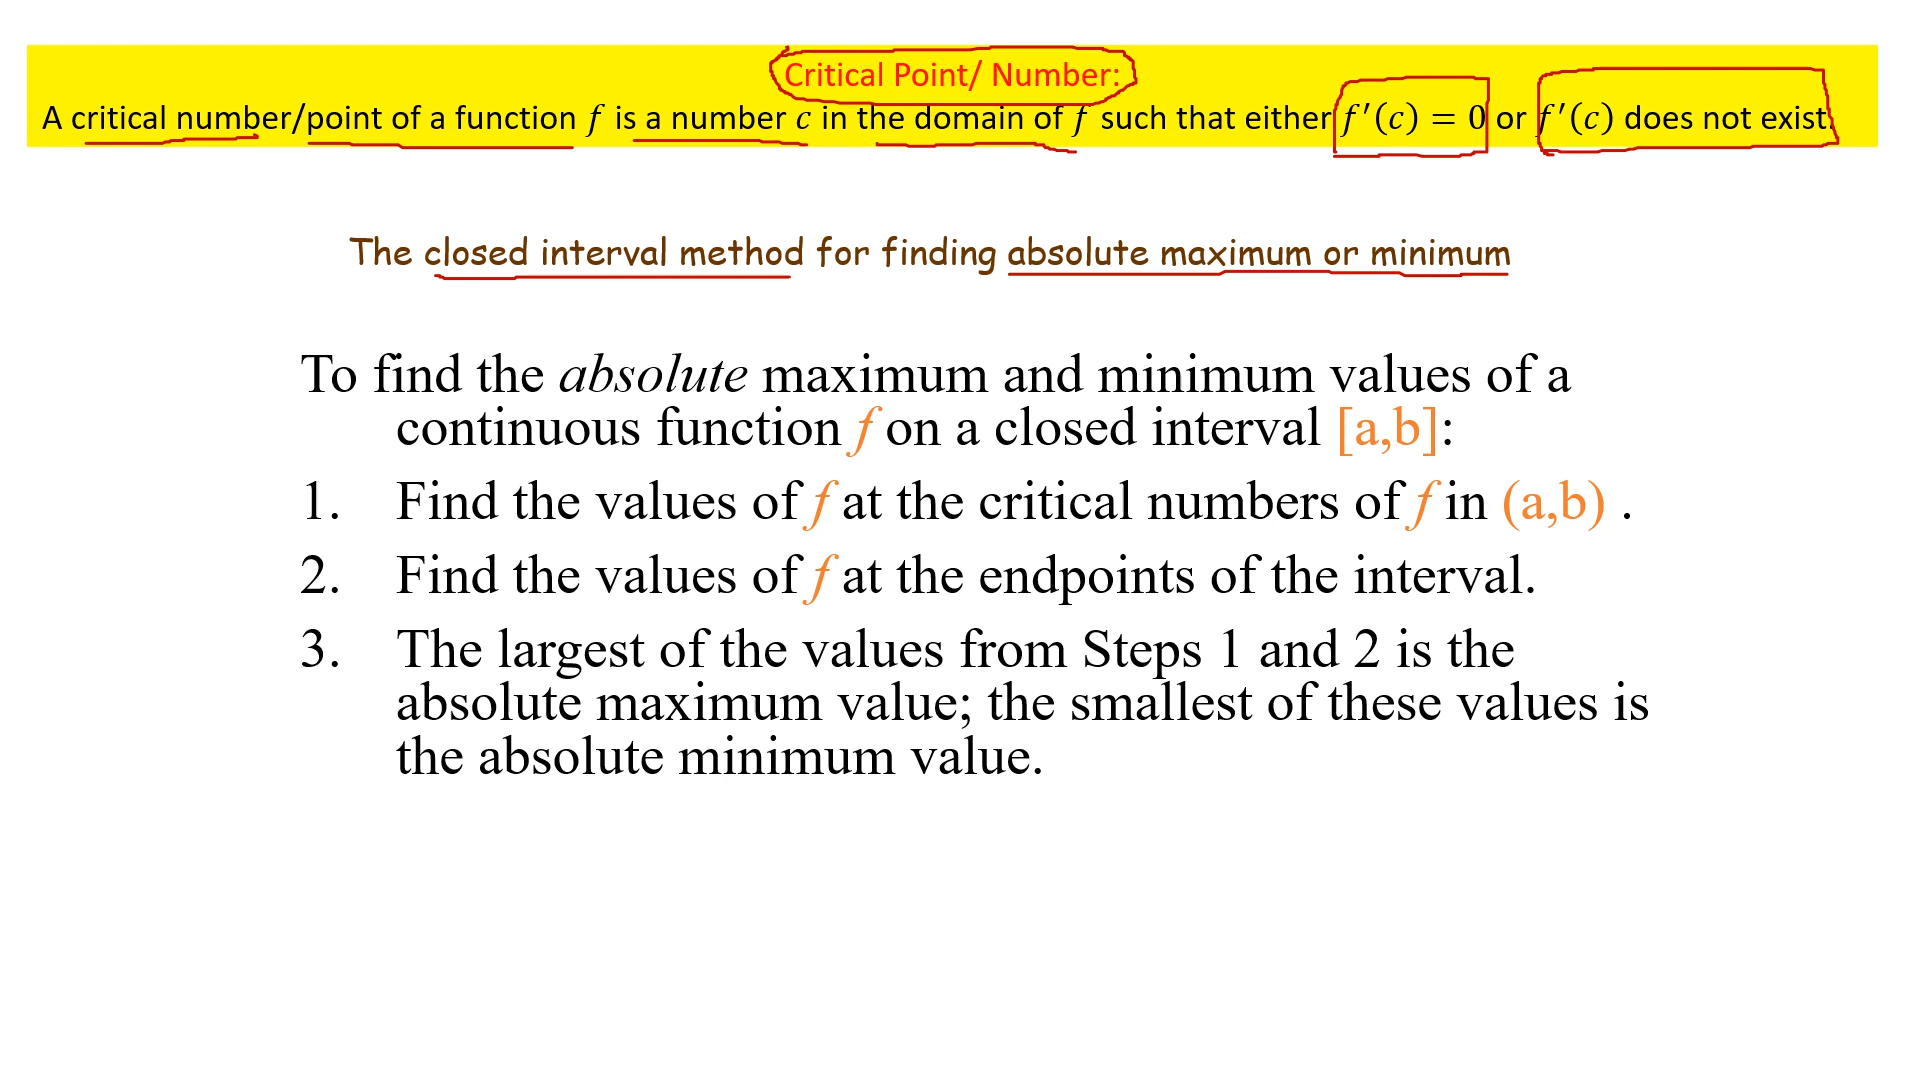 Critical Point/ Number:
A critical number/point of a function f is a number c in the domain of f such that either f′(c) = 0 or f′(c) does not exist.
The closed interval method for finding absolute maximum or minimum
To find the absolute maximum and minimum values of a
continuous function f on a closed interval [a,b]:
1. Find the values of f at the critical numbers of f in (a,b) .
2. Find the values of f at the endpoints of the interval.
3. The largest of the values from Steps 1 and 2 is the
absolute maximum value; the smallest of these values is
the absolute minimum value.